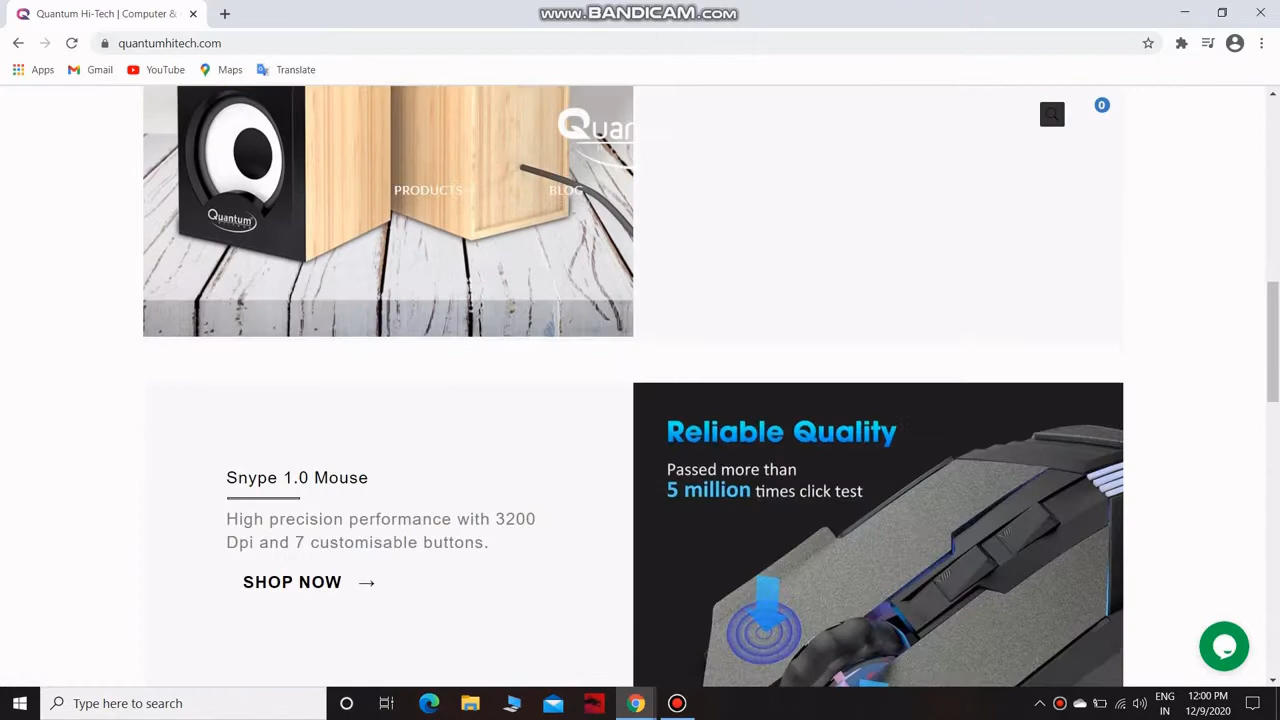 Quantum Hi-Tech | Computer &
www.BANDICAM.com
quantumhitech.com
Apps
Gmail
YouTube
Maps
Translate
0
PRODUCTS
BLOG
Quantum
Reliable Quality
Passed more than
5 million times click test
Snype 1.0 Mouse
High precision performance with 3200
Dpi and 7 customisable buttons.
SHOP NOW →
Type here to search
ENG
IN
12:00 PM
12/9/2020